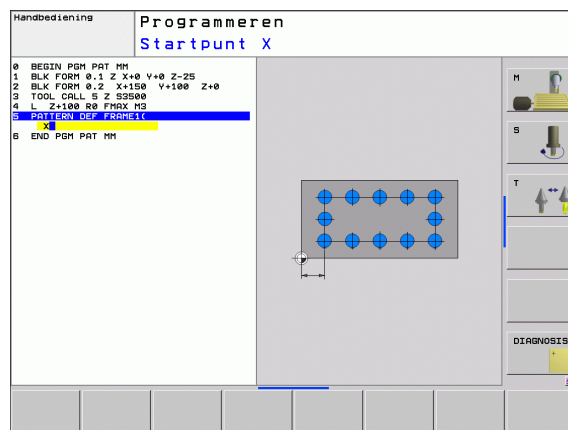 Handbediening
Programmeren
Startpunt X
0 BEGIN PGM PAT MM
1 BLK FORM 0.1 Z X+0 Y+0 Z-25
2 BLK FORM 0.2 X+150 Y+100 Z+0
3 TOOL CALL 5 Z S3500
4 L Z+100 R0 FMAX M3
5 PATTERN DEF FRAME1(
X
6 END PGM PAT MM
M
S
T
DIAGNOSIS